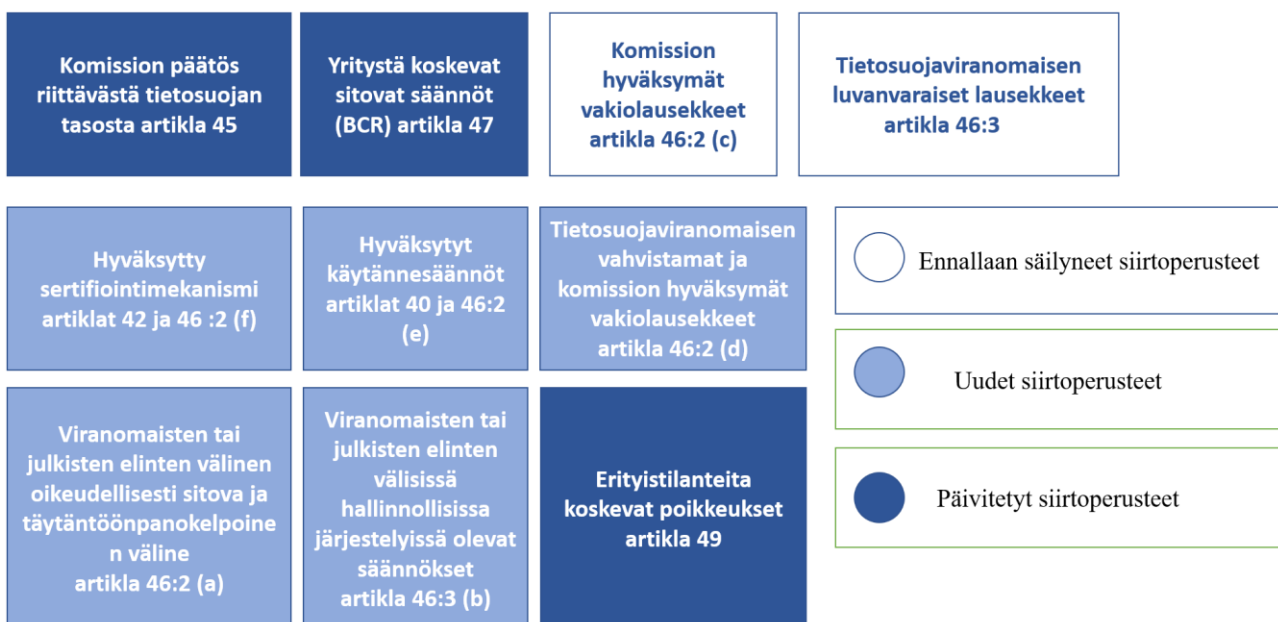 Komission päätös
riittävästä tietosuojan
tasosta artikla 45
Yritystä koskevat
sitovat säännöt
(BCR) artikla 47
Komission
hyväksymät
vakiolausekkeet
artikla 46:2 (c)
Tietosuojaviranomaisen
luvanvaraiset lausekkeet
artikla 46:3
Hyväksytty
sertifiointimekanismi
artiklat 42 ja 46 :2 (f)
Hyväksytyt
käytännesäännöt
artiklat 40 ja 46:2
(e)
Tietosuojaviranomaisen
vahvistamat ja
komission hyväksymät
vakiolausekkeet
artikla 46:2 (d)
Ennallaan säilyneet siirtoperusteet
Uudet siirtoperusteet
Päivitetyt siirtoperusteet
Viranomaisten tai
julkisten elinten välinen
oikeudellisesti sitova ja
täytäntöönpanokelpoine
n väline
artikla 46:2 (a)
Viranomaisten tai
julkisten elinten
välisissä
hallinnollisissa
järjestelyissä olevat
säännökset
artikla 46:3 (b)
Erityistilanteita
koskevat poikkeukset
artikla 49